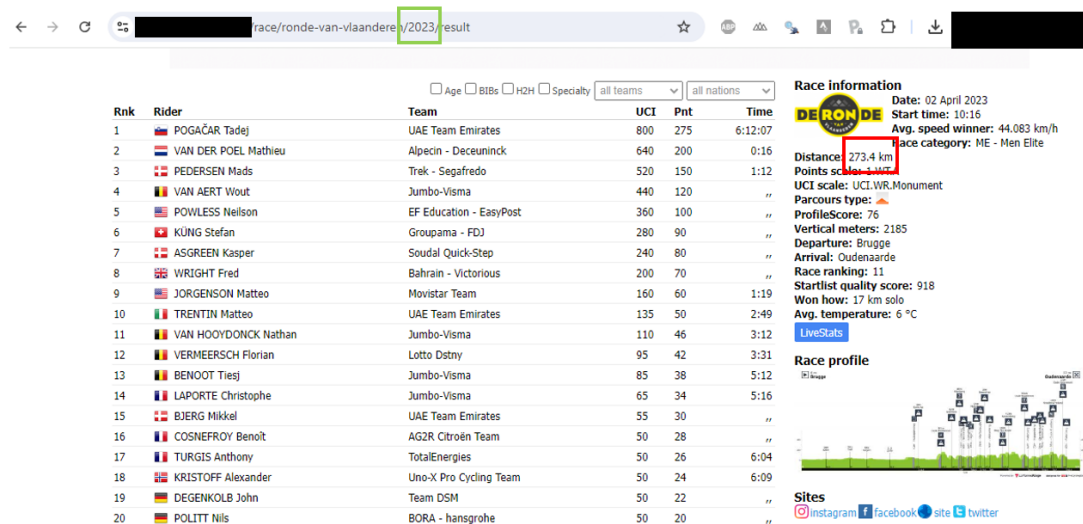 /race/ronde-van-vlaanderen/2023/result
ABP
Age BIBs H2H Specialty all teams all nations
Rnk Rider Team UCI Pnt Time
1 POGAČAR Tadej UAE Team Emirates 800 275 6:12:07
2 VAN DER POEL Mathieu Alpecin - Deceuninck 640 200 0:16
3 PEDERSEN Mads Trek - Segafredo 520 150 1:12
4 VAN AERT Wout Jumbo-Visma 440 120 ,,
5 POWLESS Neilson EF Education - EasyPost 360 100 ,,
6 KÜNG Stefan Groupama - FDJ 280 90 ,,
7 ASGREEN Kasper Soudal Quick-Step 240 80 ,,
8 WRIGHT Fred Bahrain - Victorious 200 70 ,,
9 JORGENSON Matteo Movistar Team 160 60 1:19
10 TRENTIN Matteo UAE Team Emirates 135 50 2:49
11 VAN HOOYDONCK Nathan Jumbo-Visma 110 46 3:12
12 VERMEERSCH Florian Lotto Dstny 95 42 3:31
13 BENOOT Tiesj Jumbo-Visma 85 38 5:12
14 LAPORTE Christophe Jumbo-Visma 65 34 5:16
15 BJERG Mikkel UAE Team Emirates 55 30 ,,
16 COSNEFROY Benoît AG2R Citroën Team 50 28 ,,
17 TURGIS Anthony TotalEnergies 50 26 6:04
18 KRISTOFF Alexander Uno-X Pro Cycling Team 50 24 6:09
19 DEGENKOLB John Team DSM 50 22 ,,
20 POLITT Nils BORA - hansgrohe 50 20 ,,
Race information
DE RONDE
VAN VLAANDEREN
Date: 02 April 2023
Start time: 10:16
Avg. speed winner: 44.083 km/h
Race category: ME - Men Elite
Distance: 273.4 km
Points scale: 1.WT.A
UCI scale: UCI.WR.Monument
Parcours type:
ProfileScore: 76
Vertical meters: 2185
Departure: Brugge
Arrival: Oudenaarde
Race ranking: 11
Startlist quality score: 918
Won how: 17 km solo
Avg. temperature: 6 °C
LiveStats
Race profile
Brugge
Oudenaarde
Sites
instagram facebook site twitter